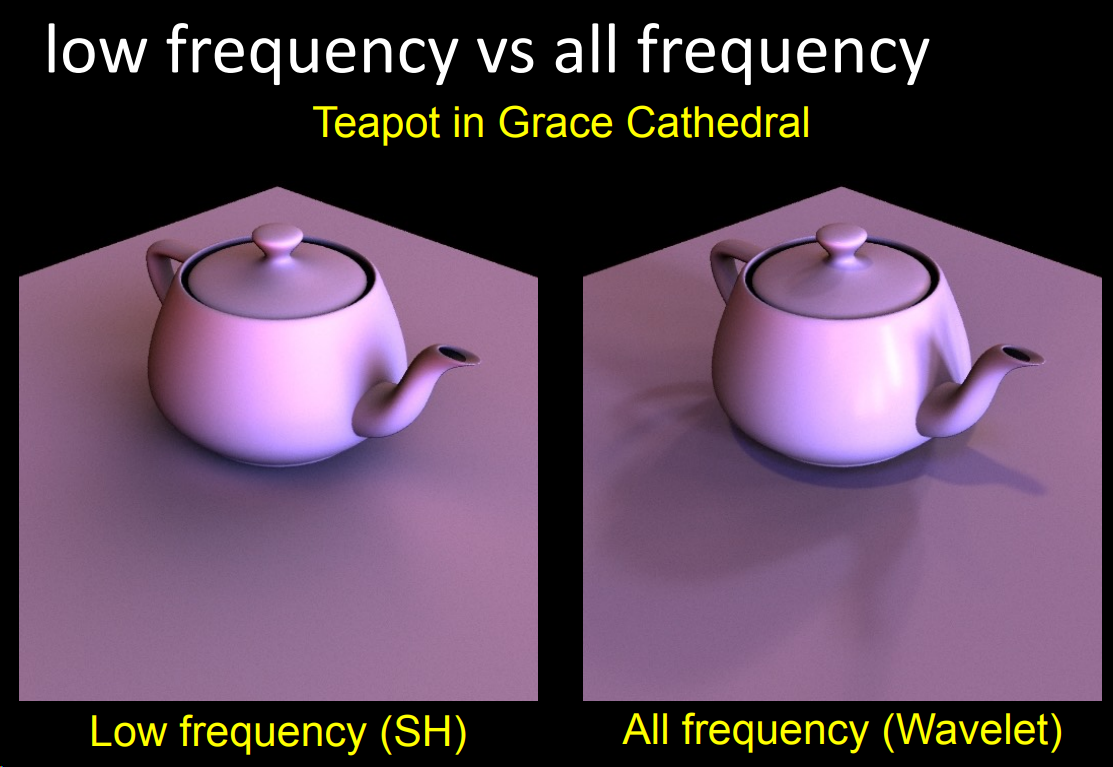 low frequency vs all frequency
Teapot in Grace Cathedral
Low frequency (SH)
All frequency (Wavelet)